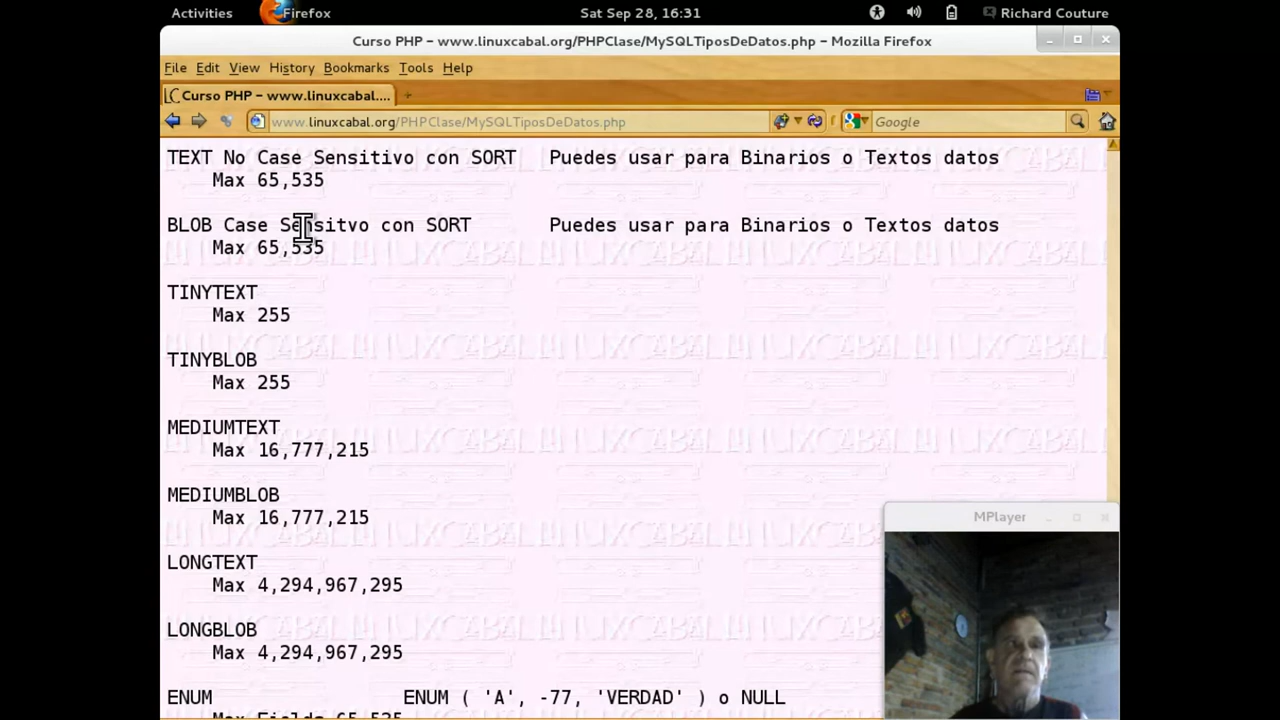 Activities Firefox Sat Sep 28, 16:31 Richard Couture
Curso PHP - www.linuxcabal.org/PHPClase/MySQLTiposDeDatos.php - Mozilla Firefox
File Edit View History Bookmarks Tools Help
Curso PHP - www.linuxcabal.org....
www.linuxcabal.org/PHPClase/MySQLTiposDeDatos.php Google
TEXT No Case Sensitivo con SORT Puedes usar para Binarios o Textos datos
Max 65,535
BLOB Case Sensitvo con SORT Puedes usar para Binarios o Textos datos
Max 65,535
TINYTEXT
Max 255
TINYBLOB
Max 255
MEDIUMTEXT
Max 16,777,215
MEDIUMBLOB
Max 16,777,215
LONGTEXT
Max 4,294,967,295
LONGBLOB
Max 4,294,967,295
ENUM ENUM ( 'A', -77, 'VERDAD' ) o NULL
Max Fields 65,535
MPlayer